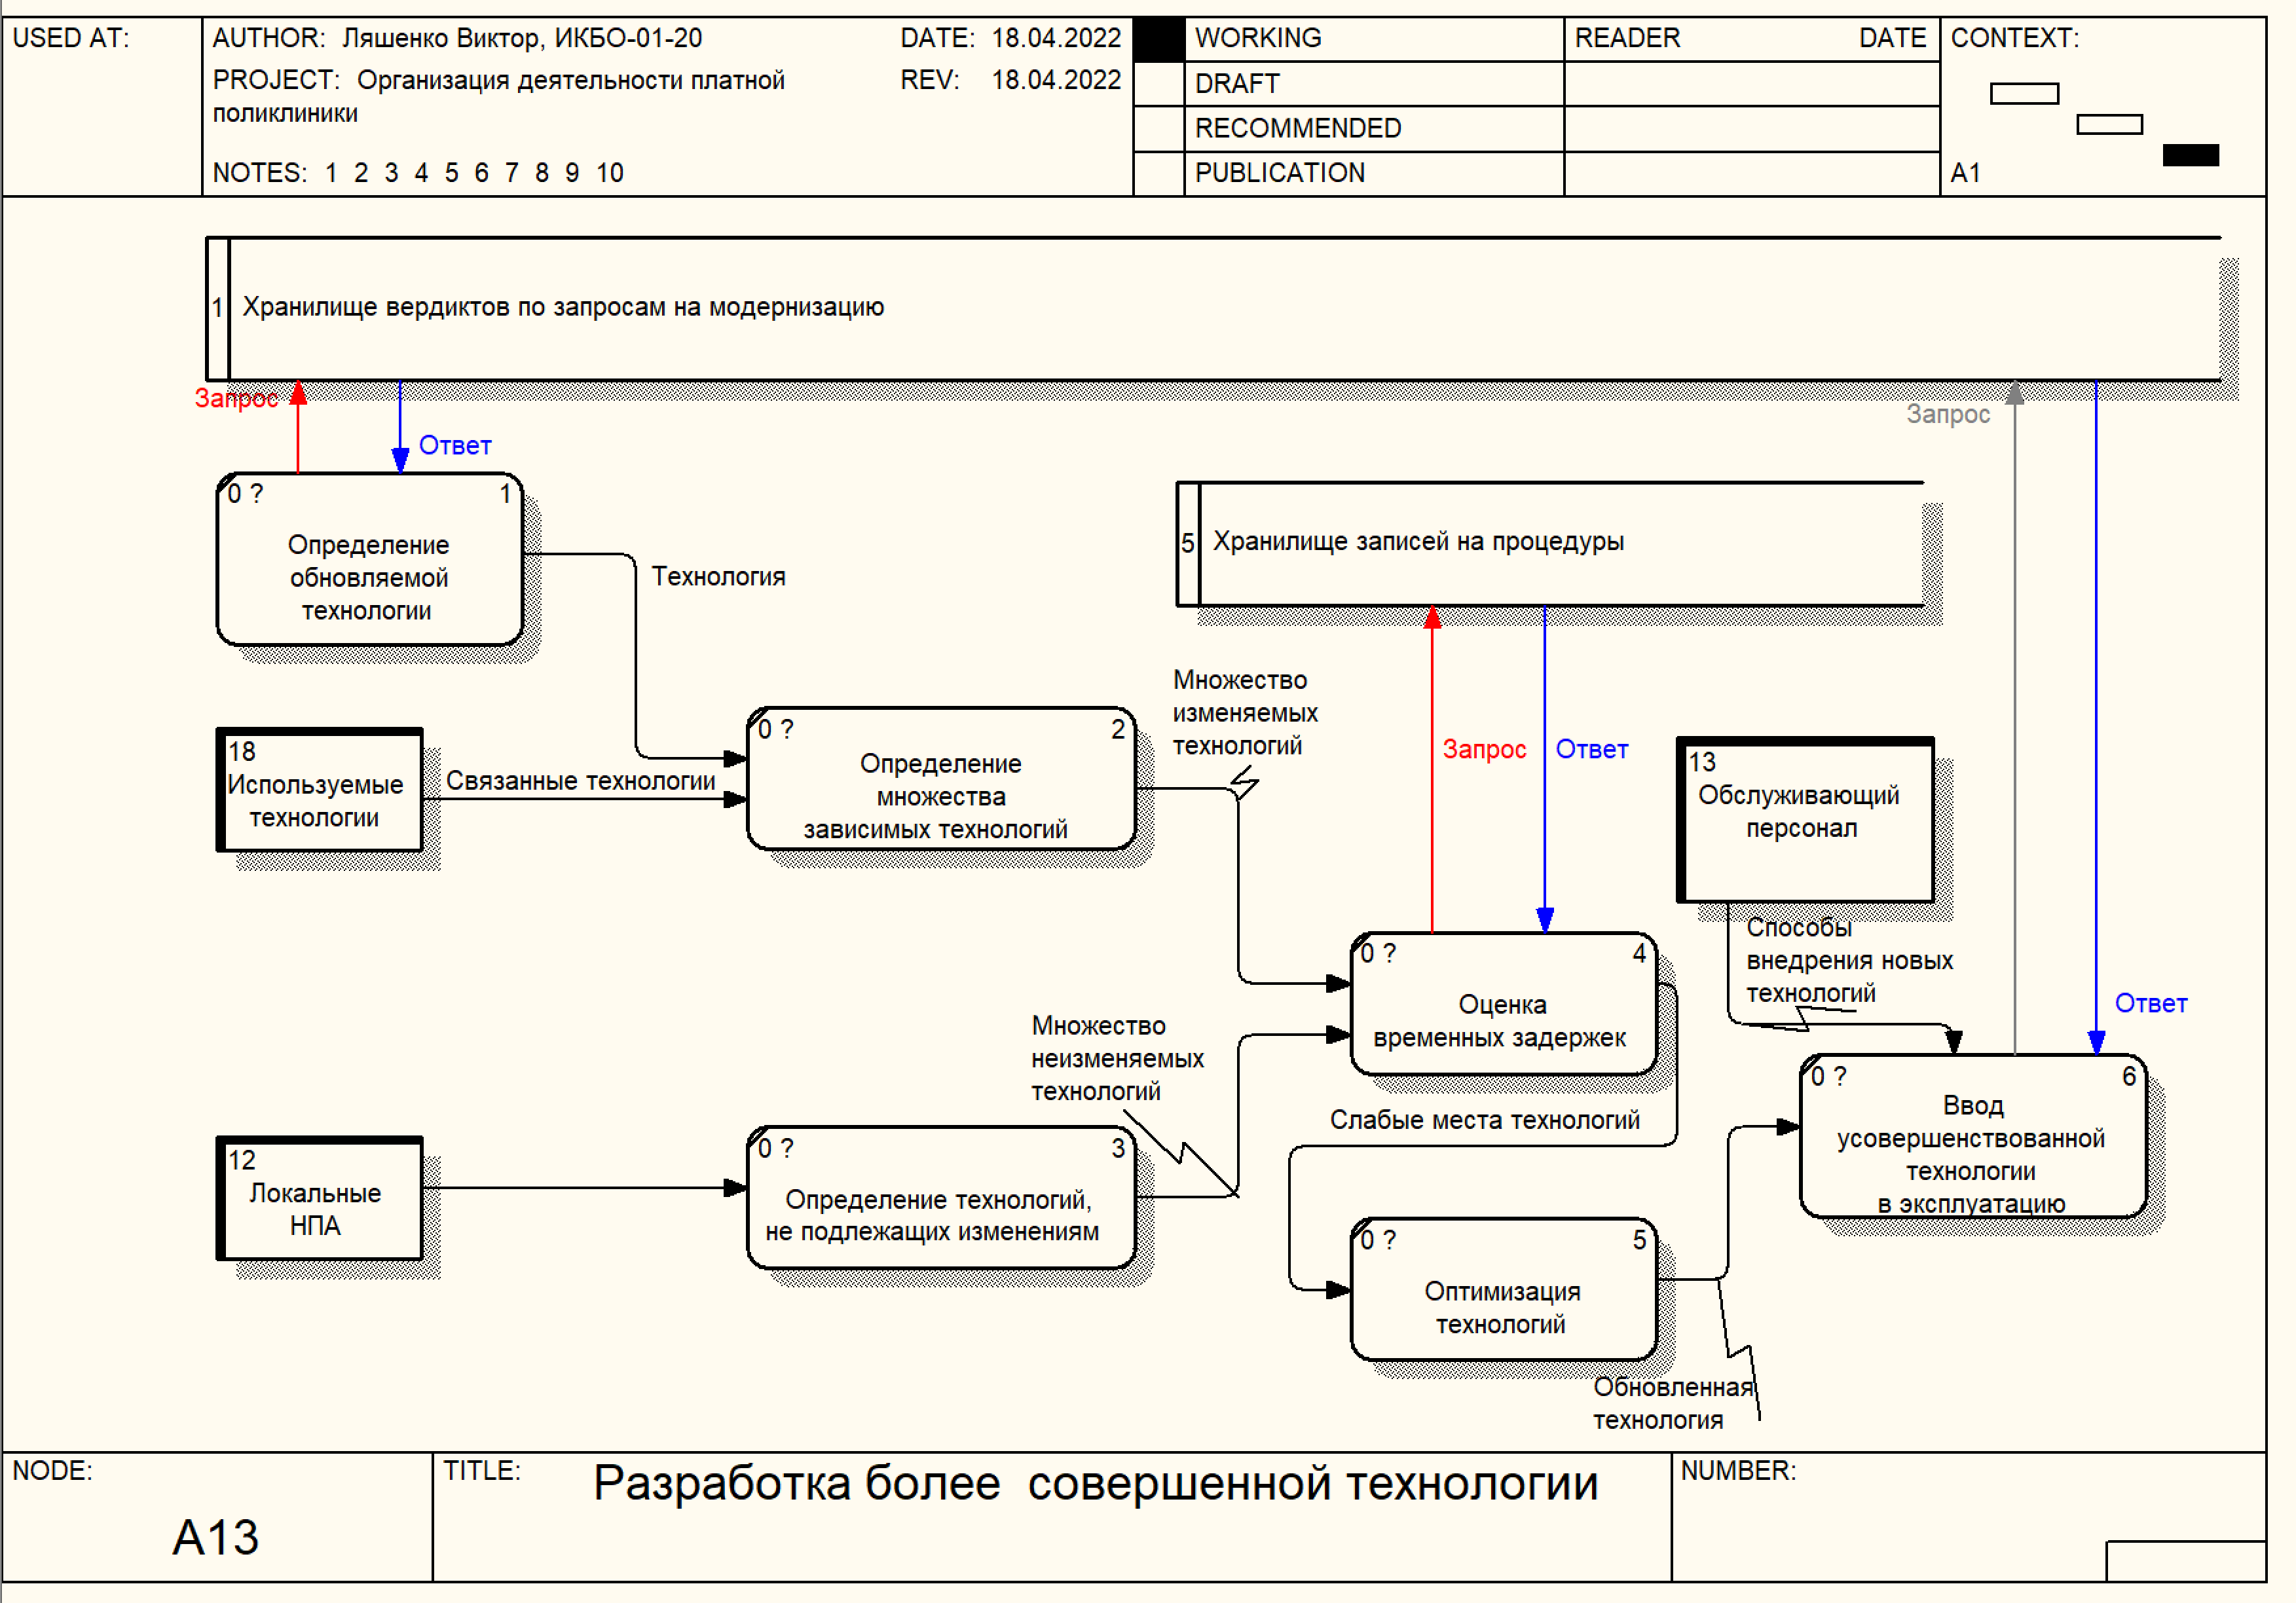 USED AT:
AUTHOR: Ляшенко Виктор, ИКБО-01-20
DATE: 18.04.2022
PROJECT: Организация деятельности платной
поликлиники
REV: 18.04.2022
NOTES: 1 2 3 4 5 6 7 8 9 10
WORKING
DRAFT
RECOMMENDED
PUBLICATION
READER DATE
CONTEXT:
A1
1 Хранилище вердиктов по запросам на модернизацию
Запрос
Ответ
Запрос
0 ? 1
Определение
обновляемой
технологии
Технология
5 Хранилище записей на процедуры
18
Используемые
технологии
Связанные технологии
0 ? 2
Определение
множества
зависимых технологий
Множество
изменяемых
технологий
Запрос
Ответ
13
Обслуживающий
персонал
Способы
внедрения новых
технологий
Ответ
0 ? 4
Оценка
временных задержек
Множество
неизменяемых
технологий
Слабые места технологий
0 ? 6
Ввод
усовершенствованной
технологии
в эксплуатацию
12
Локальные
НПА
0 ? 3
Определение технологий,
не подлежащих изменениям
0 ? 5
Оптимизация
технологий
Обновленная
технология
NODE:
A13
TITLE: Разработка более совершенной технологии
NUMBER: